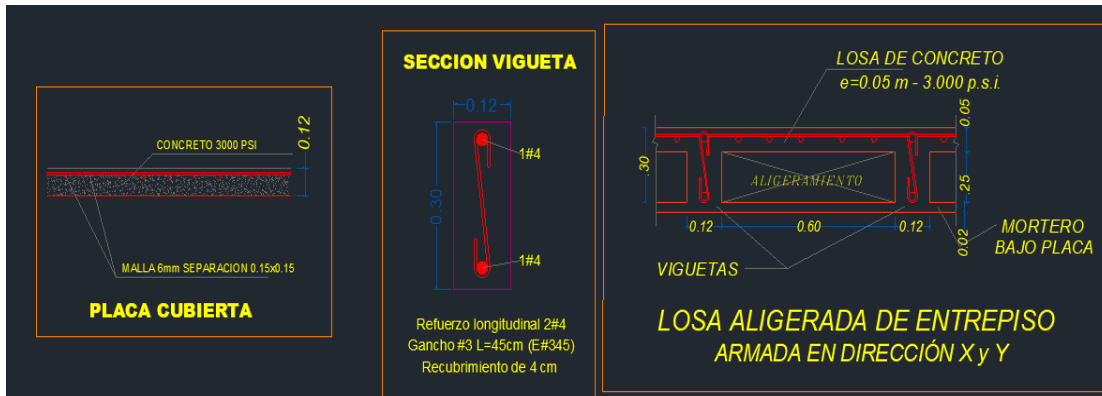 CONCRETO 3000 PSI
0.12
MALLA 6mm SEPARACION 0.15x0.15
PLACA CUBIERTA
SECCION VIGUETA
0.12
1#4
0.30
1#4
Refuerzo longitudinal 2#4
Gancho #3 L=45cm (E#345)
Recubrimiento de 4 cm
LOSA DE CONCRETO
e=0.05 m - 3.000 p.s.i.
0.05
.30
ALIGERAMIENTO
.25
0.12
0.60
0.12
0.02
MORTERO
BAJO PLACA
VIGUETAS
LOSA ALIGERADA DE ENTREPISO
ARMADA EN DIRECCIÓN X y Y